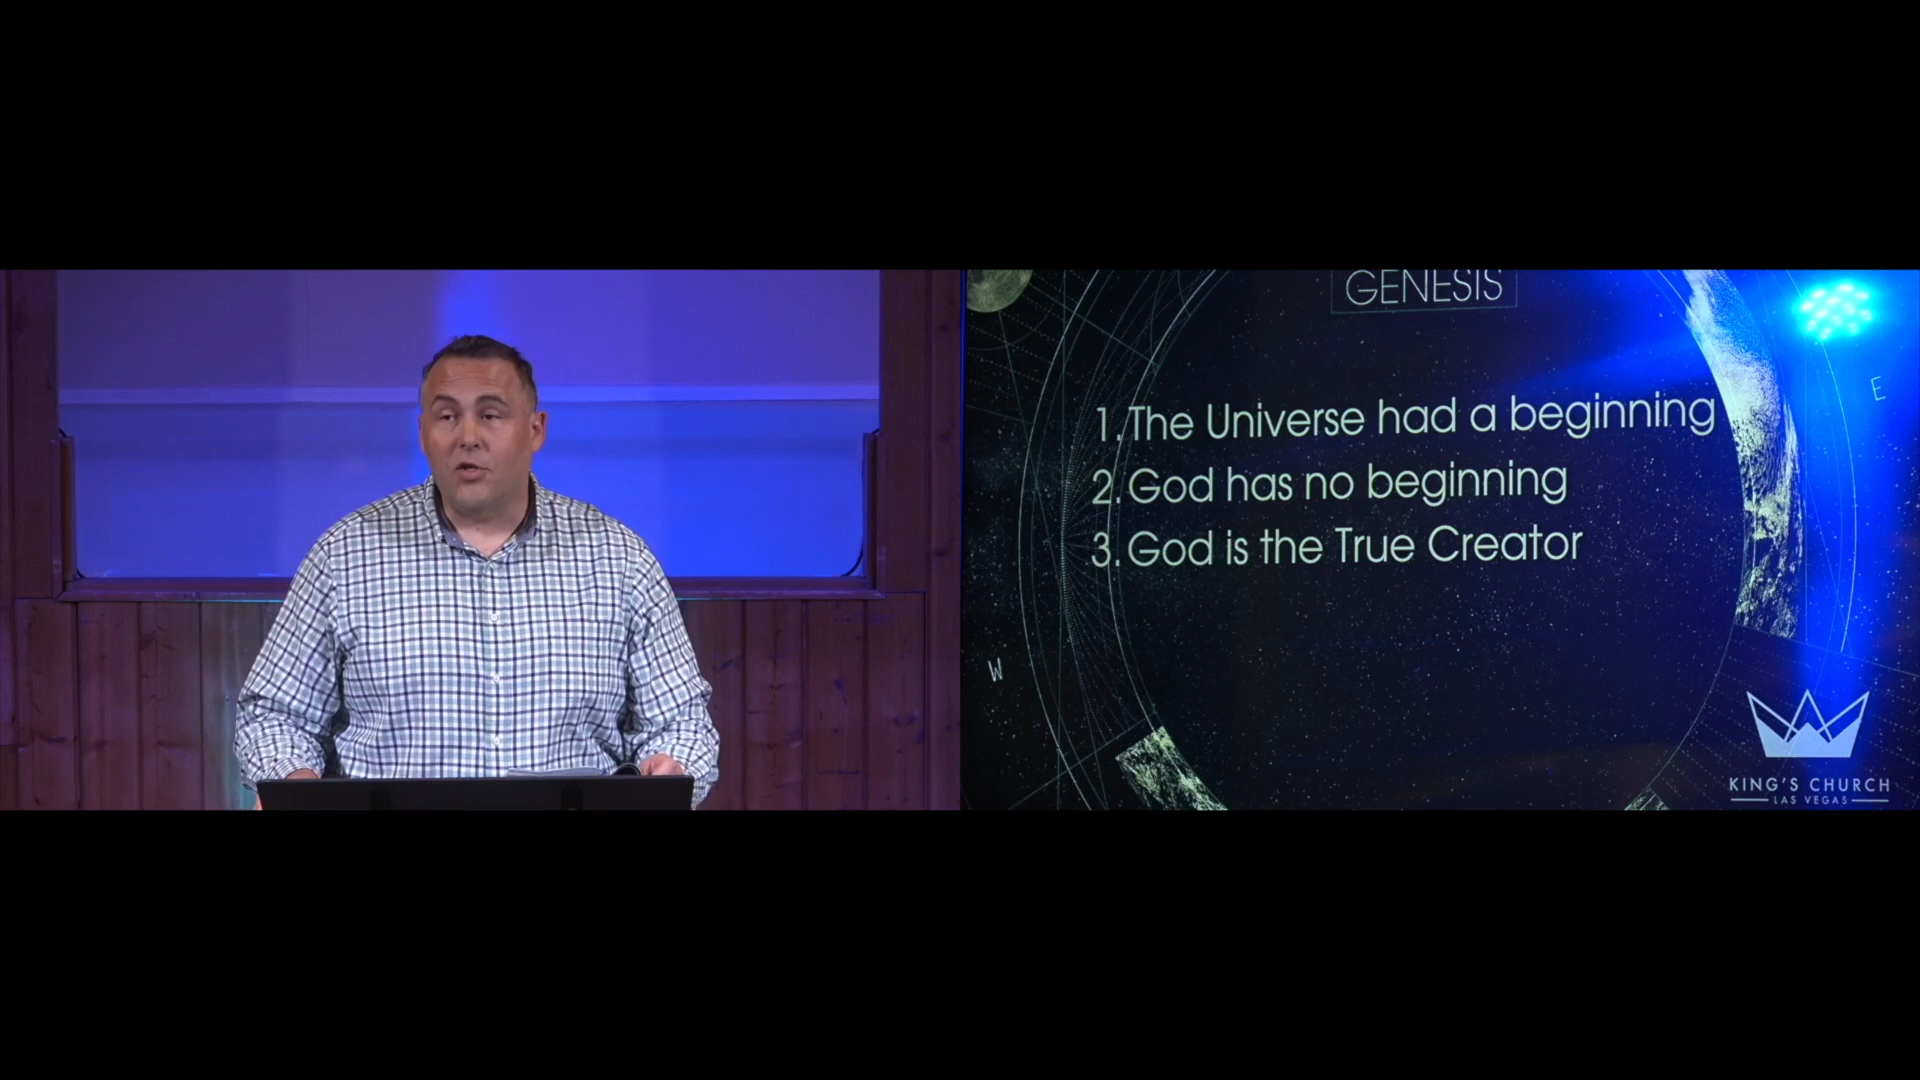 GENESIS
E
1. The Universe had a beginning
2. God has no beginning
3. God is the True Creator
W
KING'S CHURCH
LAS VEGAS